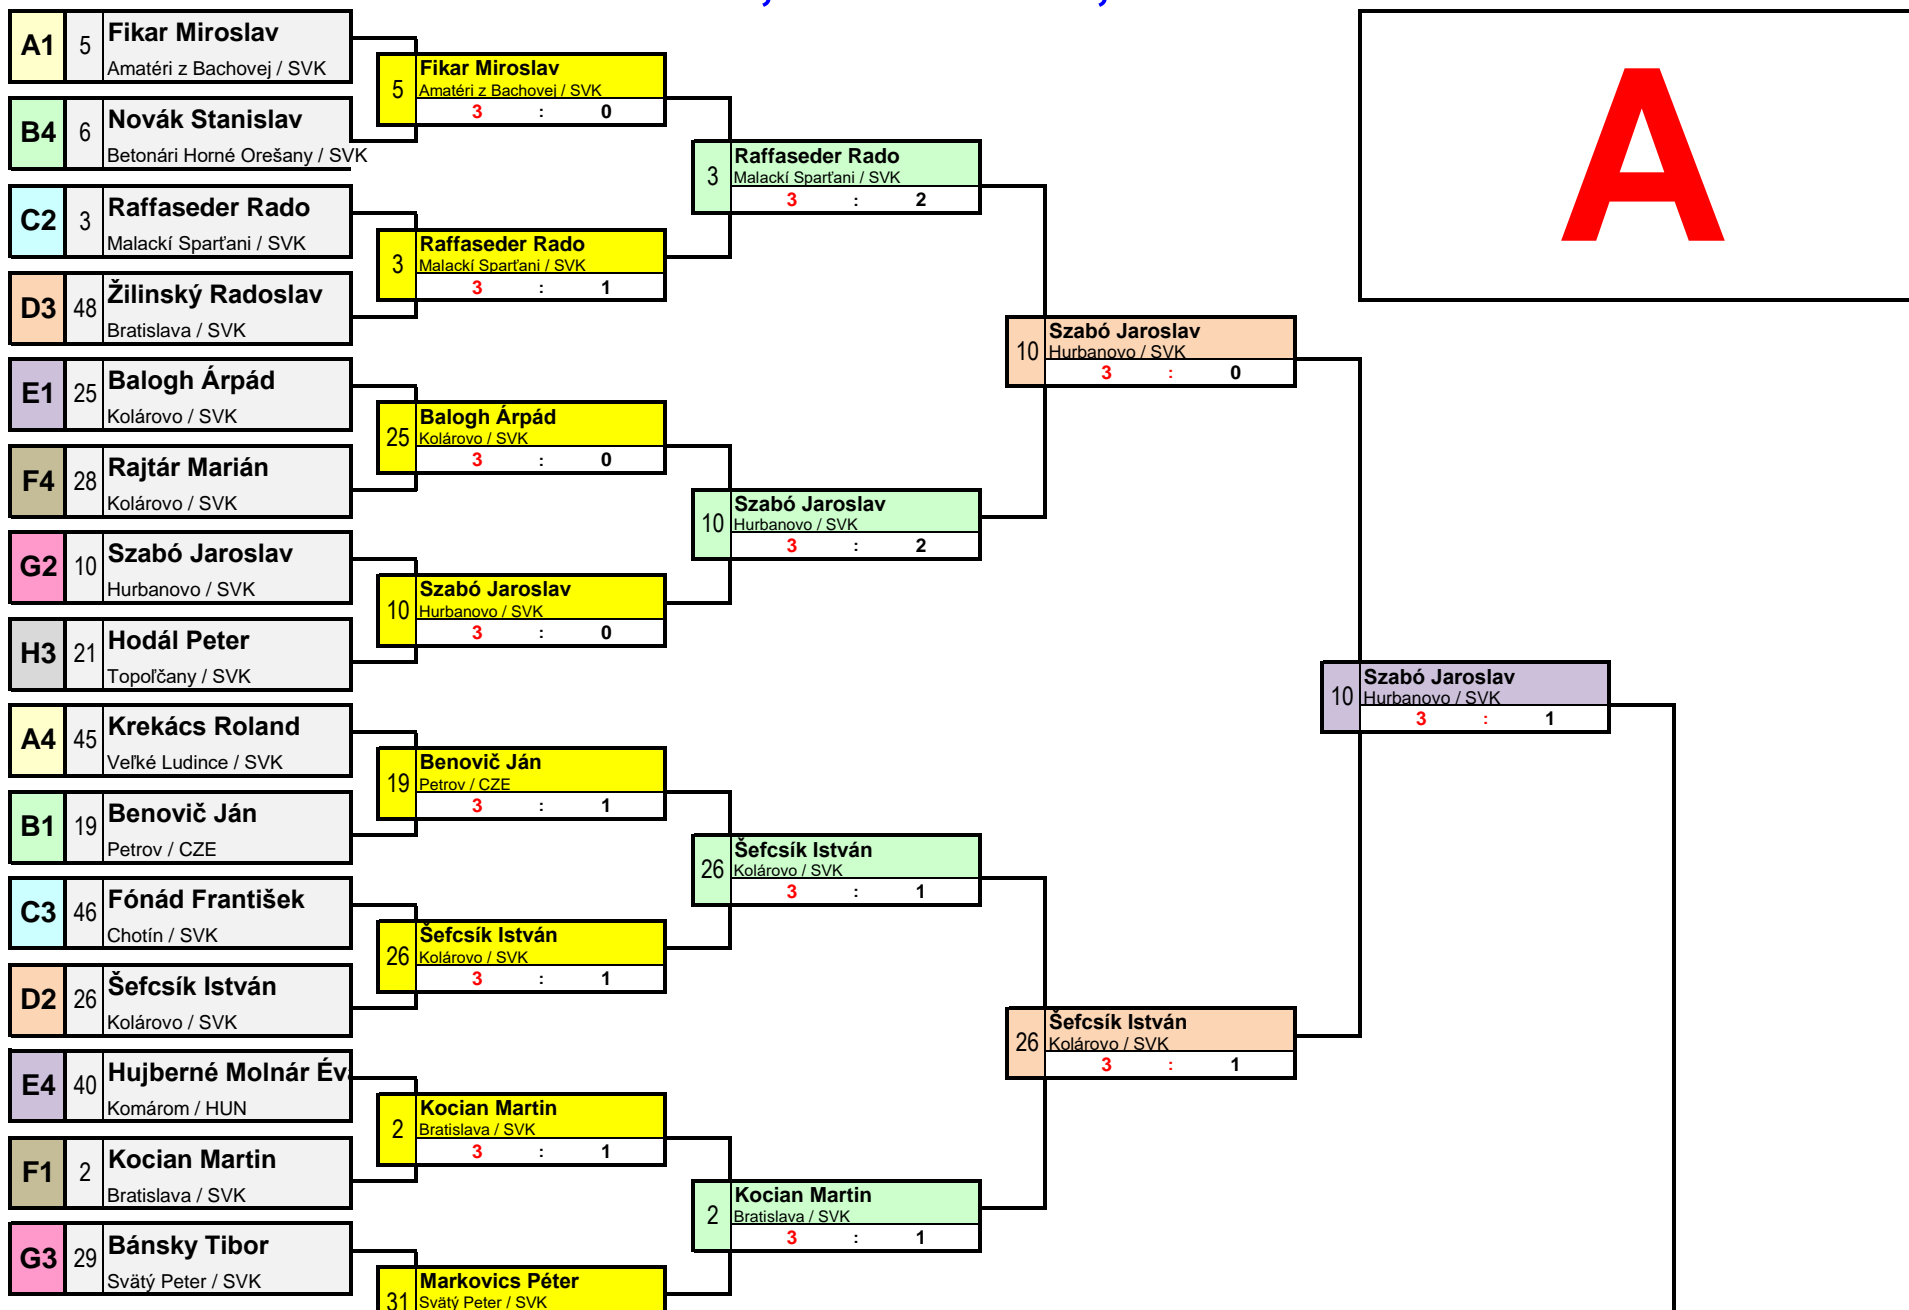 A1 5 Fikar Miroslav
Amatéri z Bachovej / SVK
B4 6 Novák Stanislav
Betonári Horné Orešany / SVK
C2 3 Raffaseder Rado
Malackí Sparťani / SVK
D3 48 Žilinský Radoslav
Bratislava / SVK
E1 25 Balogh Árpád
Kolárovo / SVK
F4 28 Rajtár Marián
Kolárovo / SVK
G2 10 Szabó Jaroslav
Hurbanovo / SVK
H3 21 Hodál Peter
Topoľčany / SVK
A4 45 Krekács Roland
Veľké Ludince / SVK
B1 19 Benovič Ján
Petrov / CZE
C3 46 Fónád František
Chotín / SVK
D2 26 Šefcsík István
Kolárovo / SVK
E4 40 Hujberné Molnár Év
Komárom / HUN
F1 2 Kocian Martin
Bratislava / SVK
G3 29 Bánsky Tibor
Svätý Peter / SVK
5 Fikar Miroslav
Amatéri z Bachovej / SVK
3 : 0
3 Raffaseder Rado
Malackí Sparťani / SVK
3 : 1
25 Balogh Árpád
Kolárovo / SVK
3 : 0
10 Szabó Jaroslav
Hurbanovo / SVK
3 : 0
19 Benovič Ján
Petrov / CZE
3 : 1
26 Šefcsík István
Kolárovo / SVK
3 : 1
2 Kocian Martin
Bratislava / SVK
3 : 1
31 Markovics Péter
Svätý Peter / SVK
3 Raffaseder Rado
Malackí Sparťani / SVK
3 : 2
10 Szabó Jaroslav
Hurbanovo / SVK
3 : 2
26 Šefcsík István
Kolárovo / SVK
3 : 1
2 Kocian Martin
Bratislava / SVK
3 : 1
10 Szabó Jaroslav
Hurbanovo / SVK
3 : 0
26 Šefcsík István
Kolárovo / SVK
3 : 1
10 Szabó Jaroslav
Hurbanovo / SVK
3 : 1
A